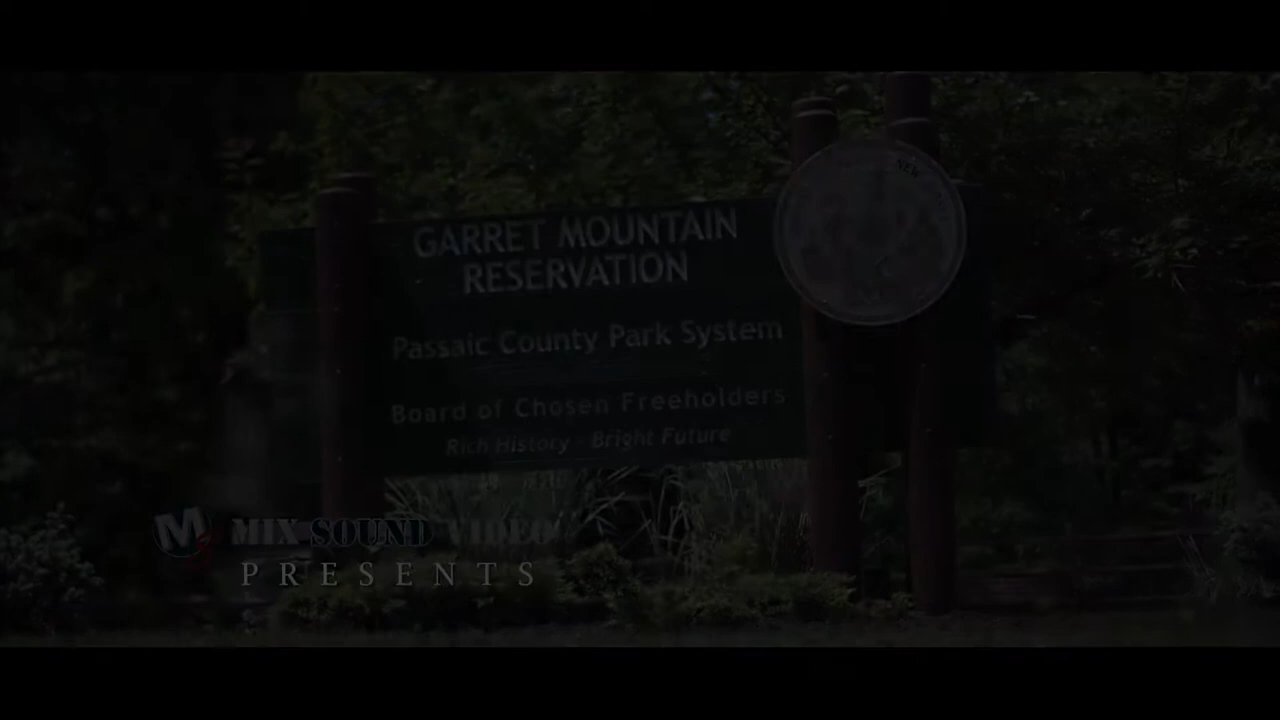 NEW
GARRET MOUNTAIN
RESERVATION
Passaic County Park System
Board of Chosen Freeholders
Rich History - Bright Future
MIX SOUND VIDEO
PRESENTS